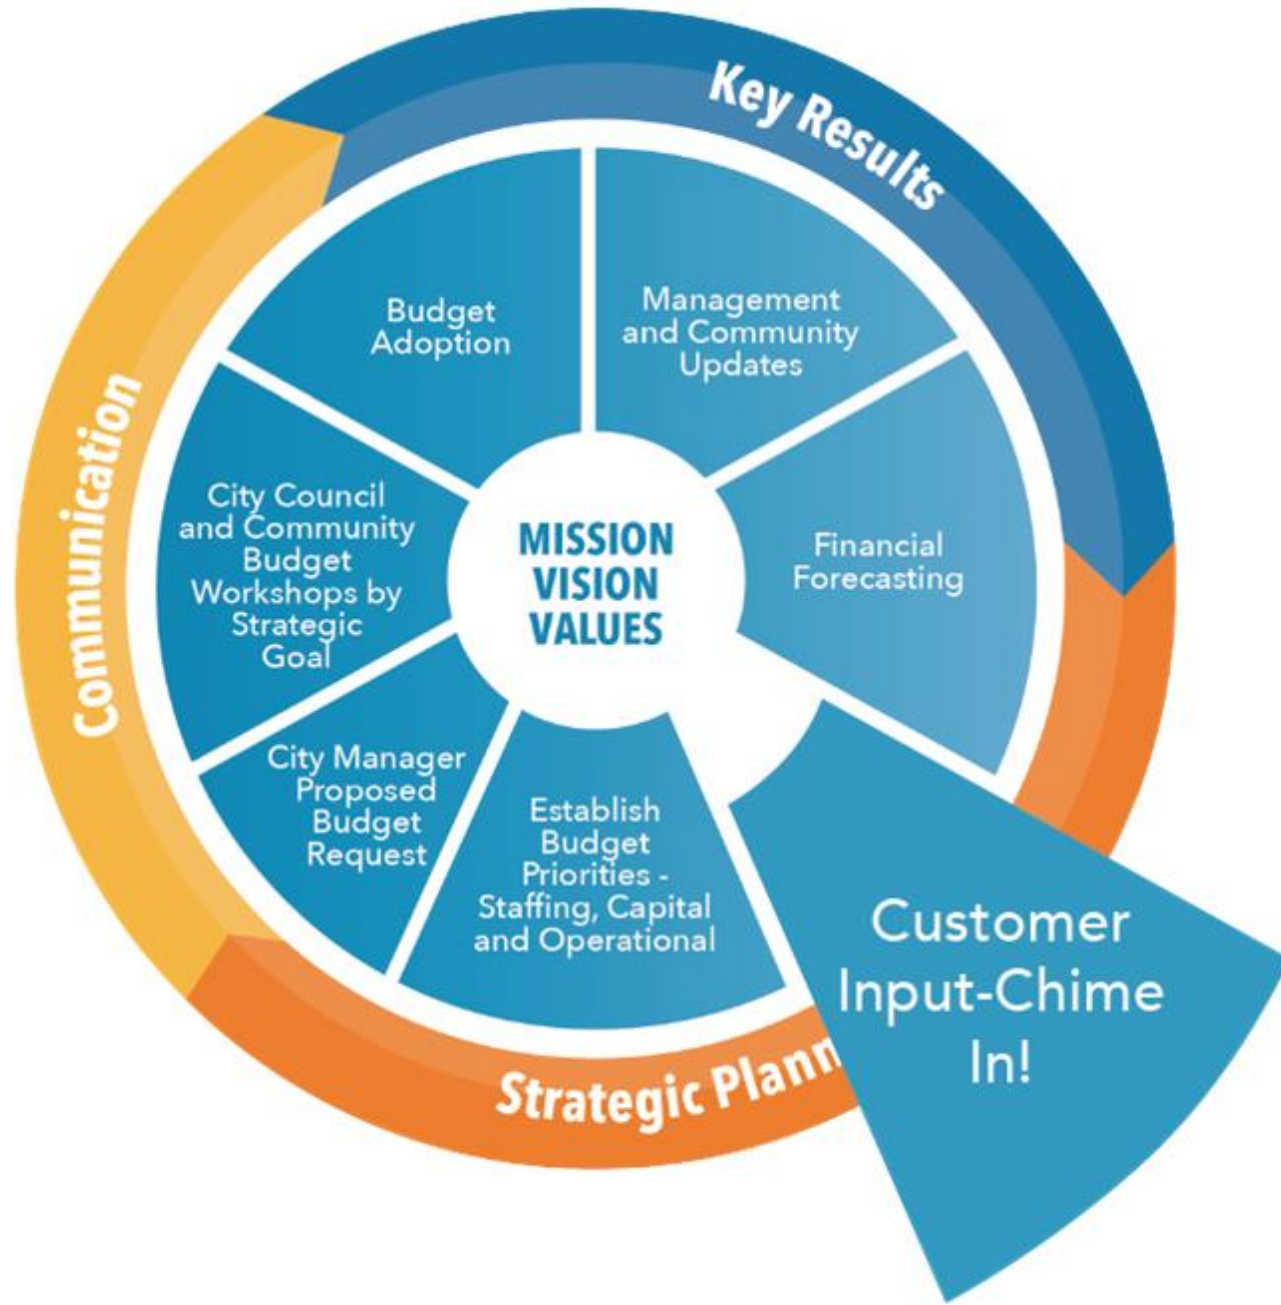 Key Results
Management
and Community
Updates
Financial
Forecasting
Customer
Input-Chime
In!
Establish
Budget
Priorities -
Staffing, Capital
and Operational
City Manager
Proposed
Budget
Request
City Council
and Community
Budget
Workshops by
Strategic
Goal
Budget
Adoption
MISSION
VISION
VALUES
Communication
Strategic